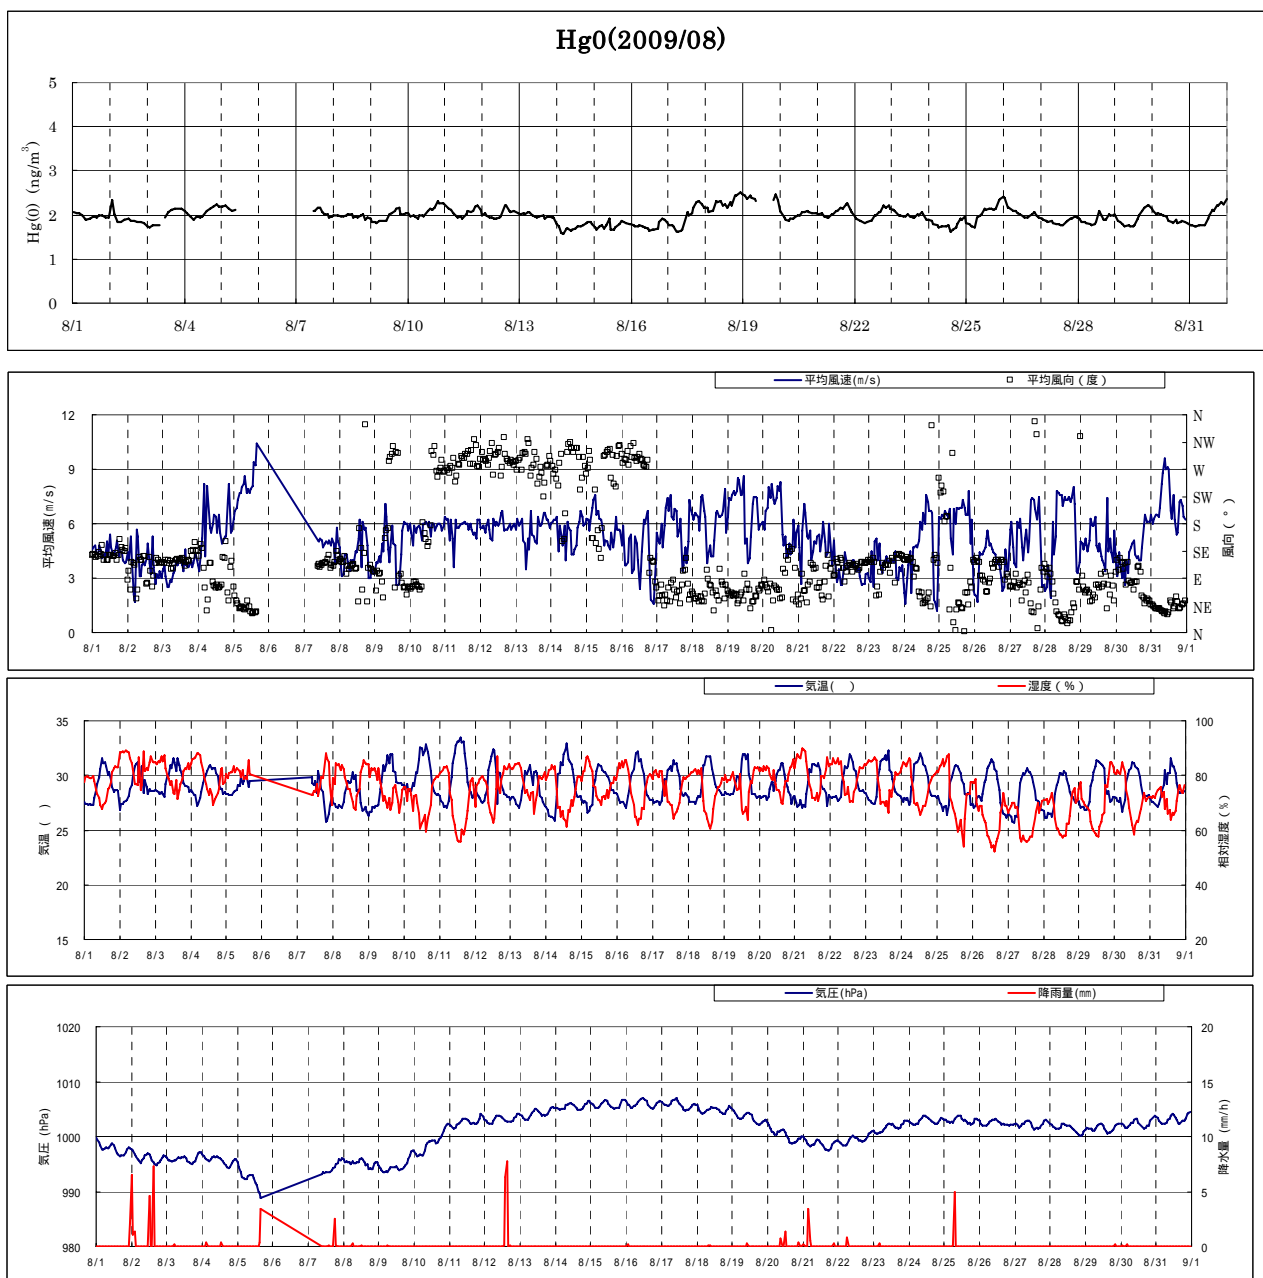 Hg0(2009/08)
Hg(0) (ng/m³)
5
4
3
2
1
0
8/1 8/4 8/7 8/10 8/13 8/16 8/19 8/22 8/25 8/28 8/31
平均風速(m/s) 平均風向(度)
平均風速(m/s)
12
9
6
3
0
N
NW
W
SW
S
SE
E
NE
N
風向(°)
8/1 8/2 8/3 8/4 8/5 8/6 8/7 8/8 8/9 8/10 8/11 8/12 8/13 8/14 8/15 8/16 8/17 8/18 8/19 8/20 8/21 8/22 8/23 8/24 8/25 8/26 8/27 8/28 8/29 8/30 8/31 9/1
気温( ) 湿度(%)
気温( )
35
30
25
20
15
100
80
60
40
20
相対湿度(%)
8/1 8/2 8/3 8/4 8/5 8/6 8/7 8/8 8/9 8/10 8/11 8/12 8/13 8/14 8/15 8/16 8/17 8/18 8/19 8/20 8/21 8/22 8/23 8/24 8/25 8/26 8/27 8/28 8/29 8/30 8/31 9/1
気圧(hPa) 降雨量(mm)
気圧(hPa)
1020
1010
1000
990
980
20
15
10
5
0
降水量 (mm/h)
8/1 8/2 8/3 8/4 8/5 8/6 8/7 8/8 8/9 8/10 8/11 8/12 8/13 8/14 8/15 8/16 8/17 8/18 8/19 8/20 8/21 8/22 8/23 8/24 8/25 8/26 8/27 8/28 8/29 8/30 8/31 9/1